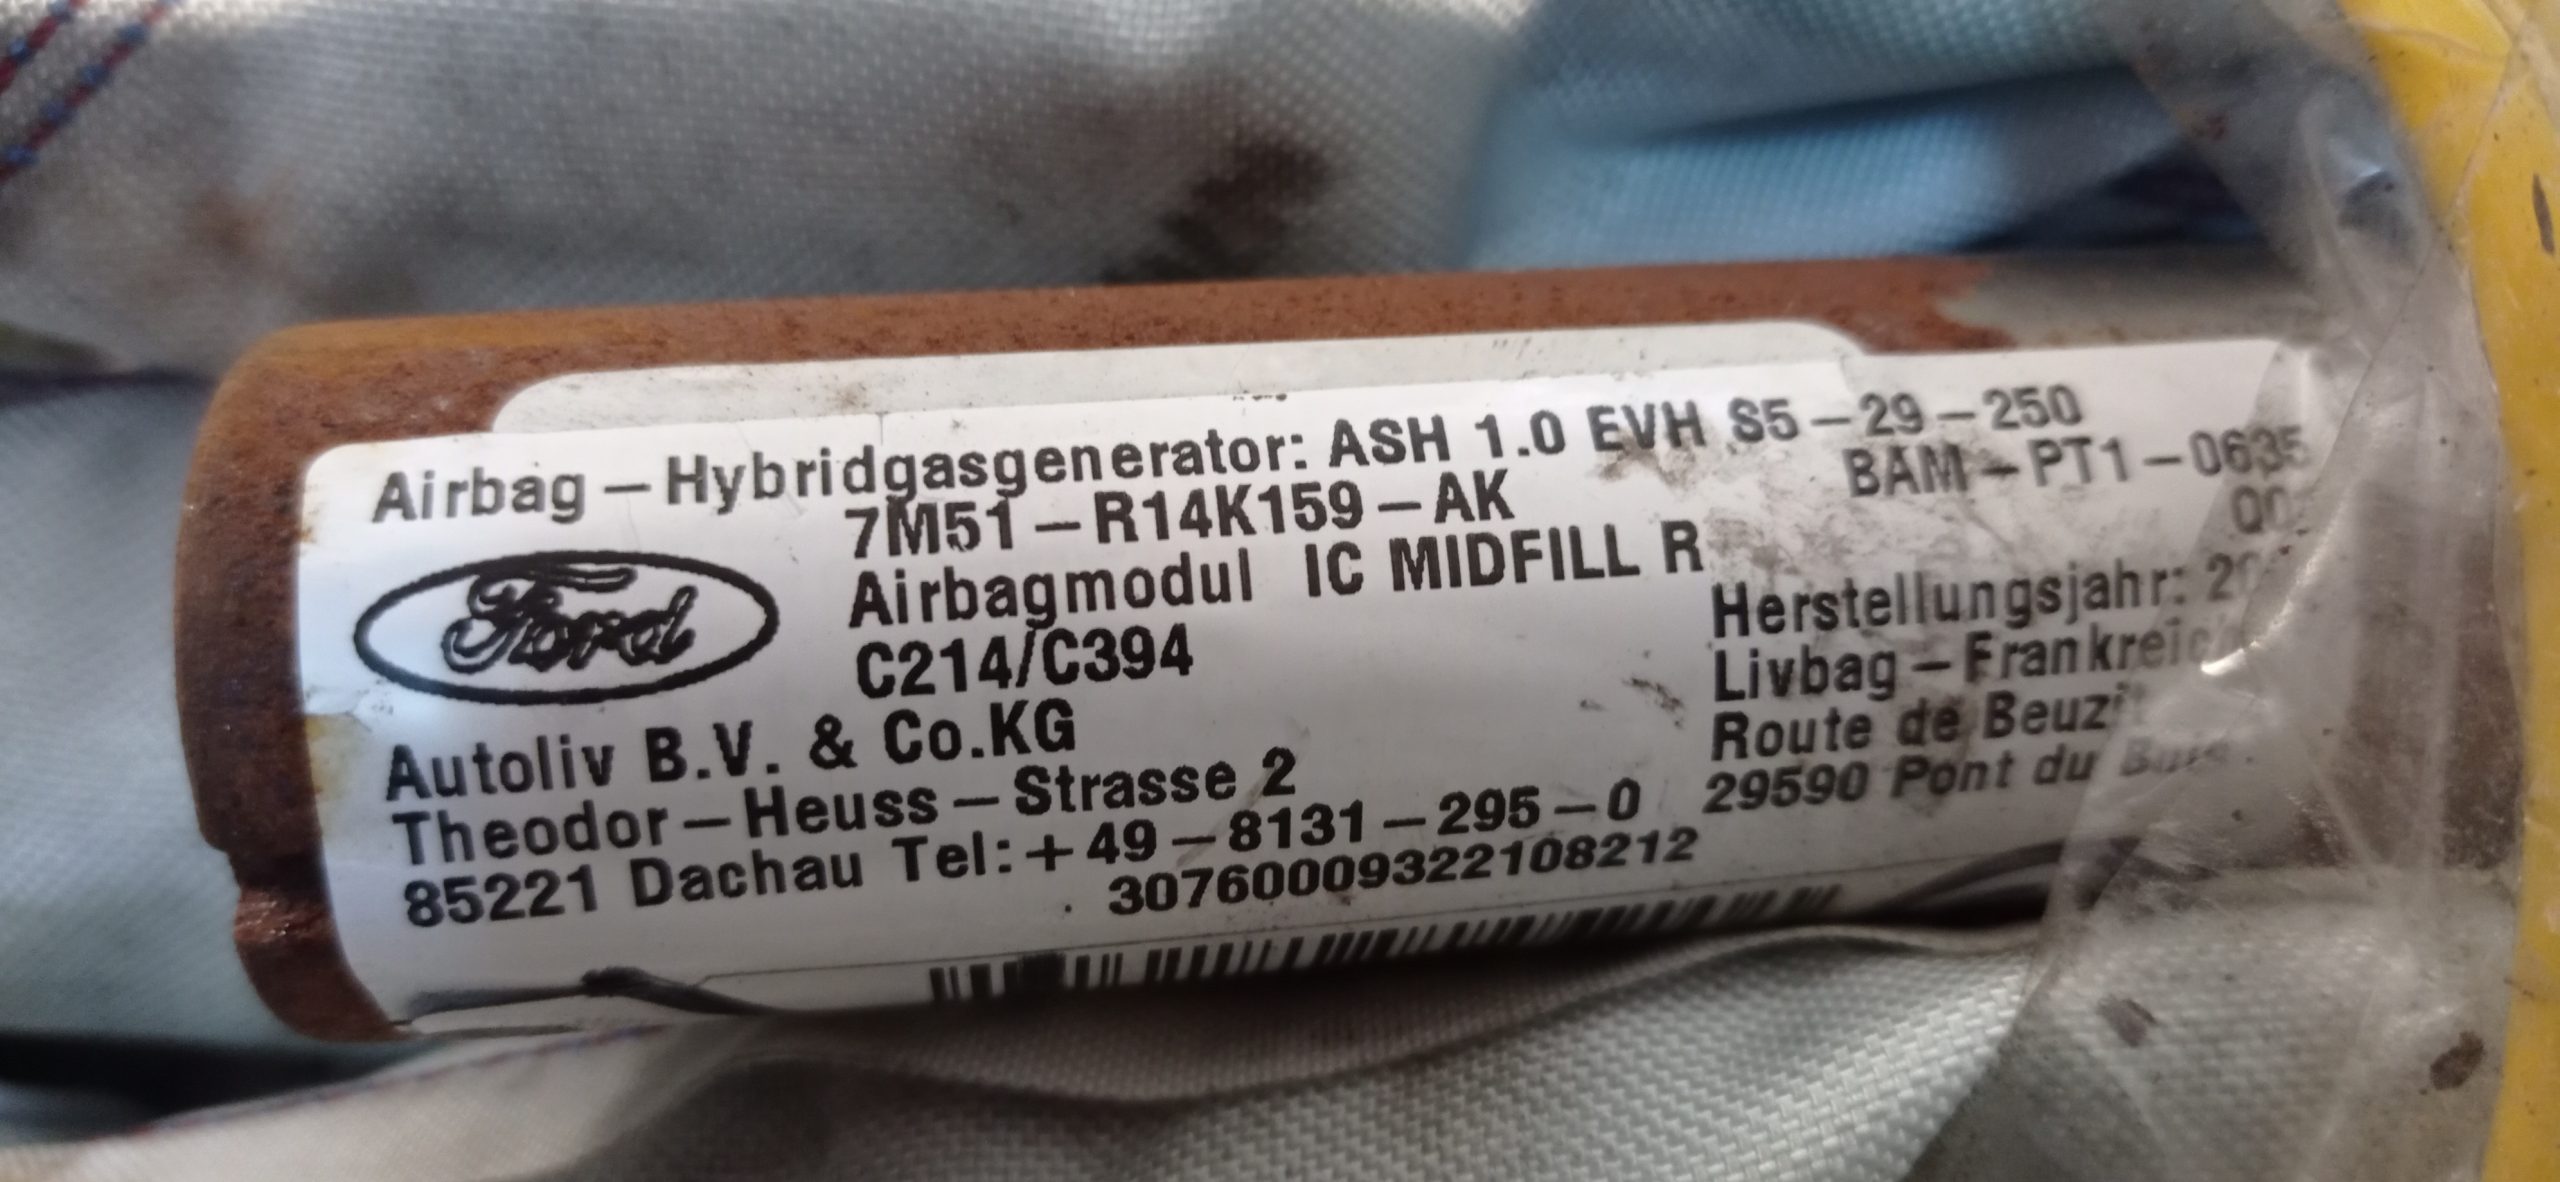 Airbag-Hybridgasgenerator: ASH 1.0 EVH S5-29-250
BAM-PT1-0635
7M51-R14K159-AK
Airbagmodul IC MIDFILL R
C214/C394
Ford
Autoliv B.V. & Co.KG
Theodor-Heuss-Strasse 2
85221 Dachau Tel:+49-8131-295-0
30760009322108212
Herstellungsjahr:
Livbag-Frankreich
Route de
29590 Pont du